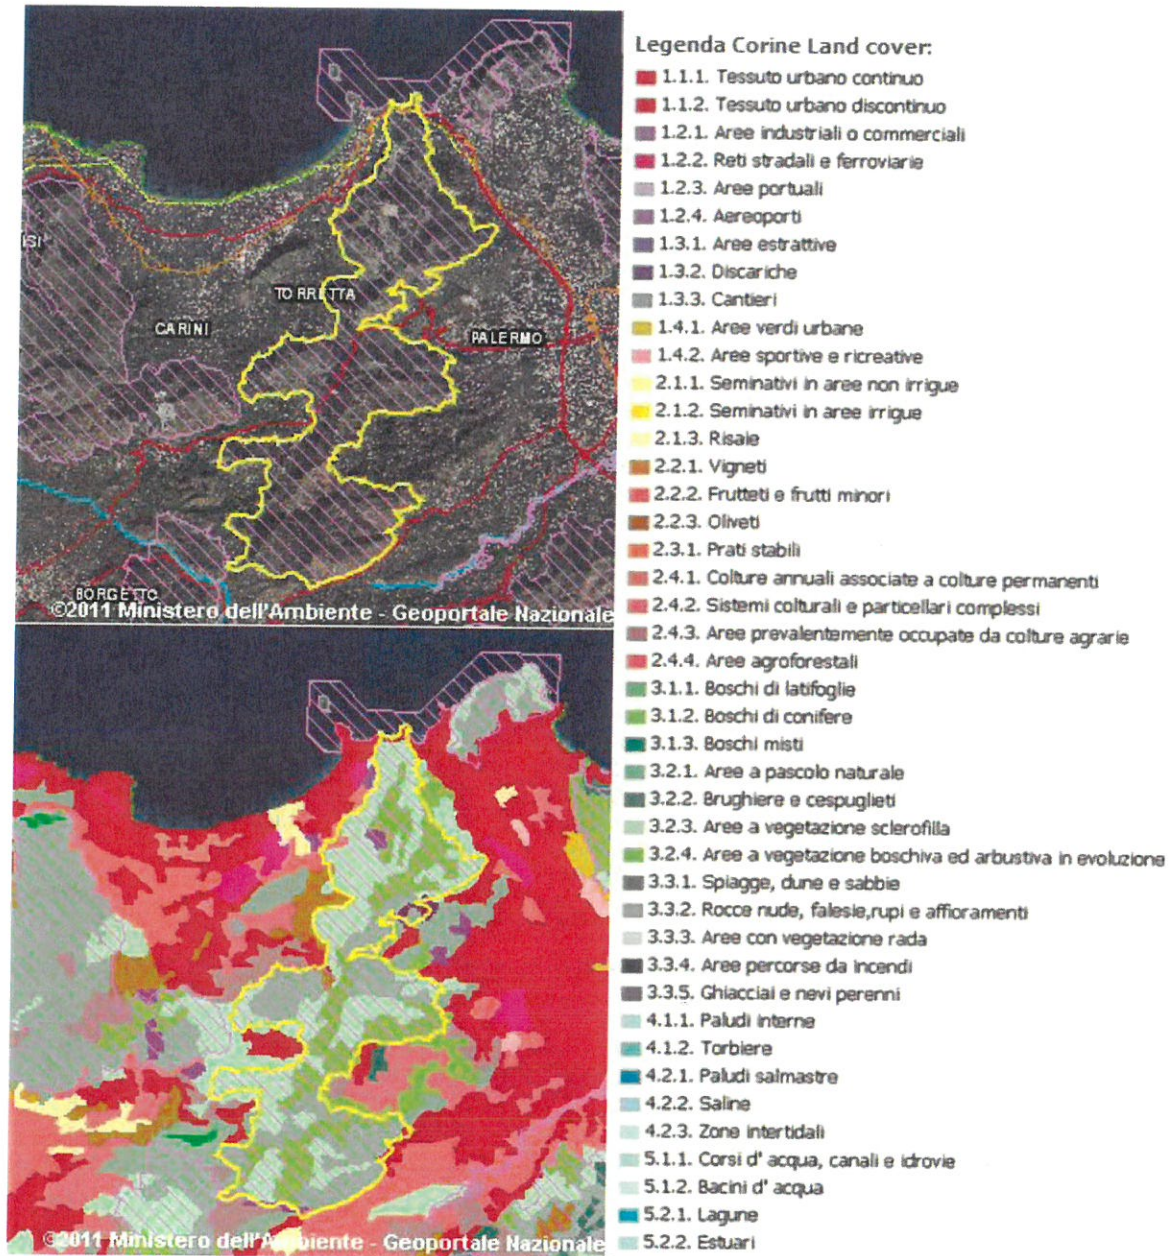 ISI
TORRETTA
CARINI
PALERMO
BORGETTO
©2011 Ministero dell'Ambiente - Geoportale Nazionale
©2011 Ministero dell'Ambiente - Geoportale Nazionale
Legenda Corine Land cover:
1.1.1. Tessuto urbano continuo
1.1.2. Tessuto urbano discontinuo
1.2.1. Aree industriali o commerciali
1.2.2. Reti stradali e ferroviarie
1.2.3. Aree portuali
1.2.4. Aereoporti
1.3.1. Aree estrattive
1.3.2. Discariche
1.3.3. Cantieri
1.4.1. Aree verdi urbane
1.4.2. Aree sportive e ricreative
2.1.1. Seminativi in aree non irrigue
2.1.2. Seminativi in aree irrigue
2.1.3. Risaie
2.2.1. Vigneti
2.2.2. Frutteti e frutti minori
2.2.3. Oliveti
2.3.1. Prati stabili
2.4.1. Colture annuali associate a colture permanenti
2.4.2. Sistemi colturali e particellari complessi
2.4.3. Aree prevalentemente occupate da colture agrarie
2.4.4. Aree agroforestali
3.1.1. Boschi di latifoglie
3.1.2. Boschi di conifere
3.1.3. Boschi misti
3.2.1. Aree a pascolo naturale
3.2.2. Brughiere e cespuglieti
3.2.3. Aree a vegetazione sclerofilla
3.2.4. Aree a vegetazione boschiva ed arbustiva in evoluzione
3.3.1. Spiagge, dune e sabbie
3.3.2. Rocce nude, falesie,rupi e affioramenti
3.3.3. Aree con vegetazione rada
3.3.4. Aree percorse da incendi
3.3.5. Ghiacciai e nevi perenni
4.1.1. Paludi interne
4.1.2. Torbiere
4.2.1. Paludi salmastre
4.2.2. Saline
4.2.3. Zone intertidali
5.1.1. Corsi d' acqua, canali e idrovie
5.1.2. Bacini d' acqua
5.2.1. Lagune
5.2.2. Estuari